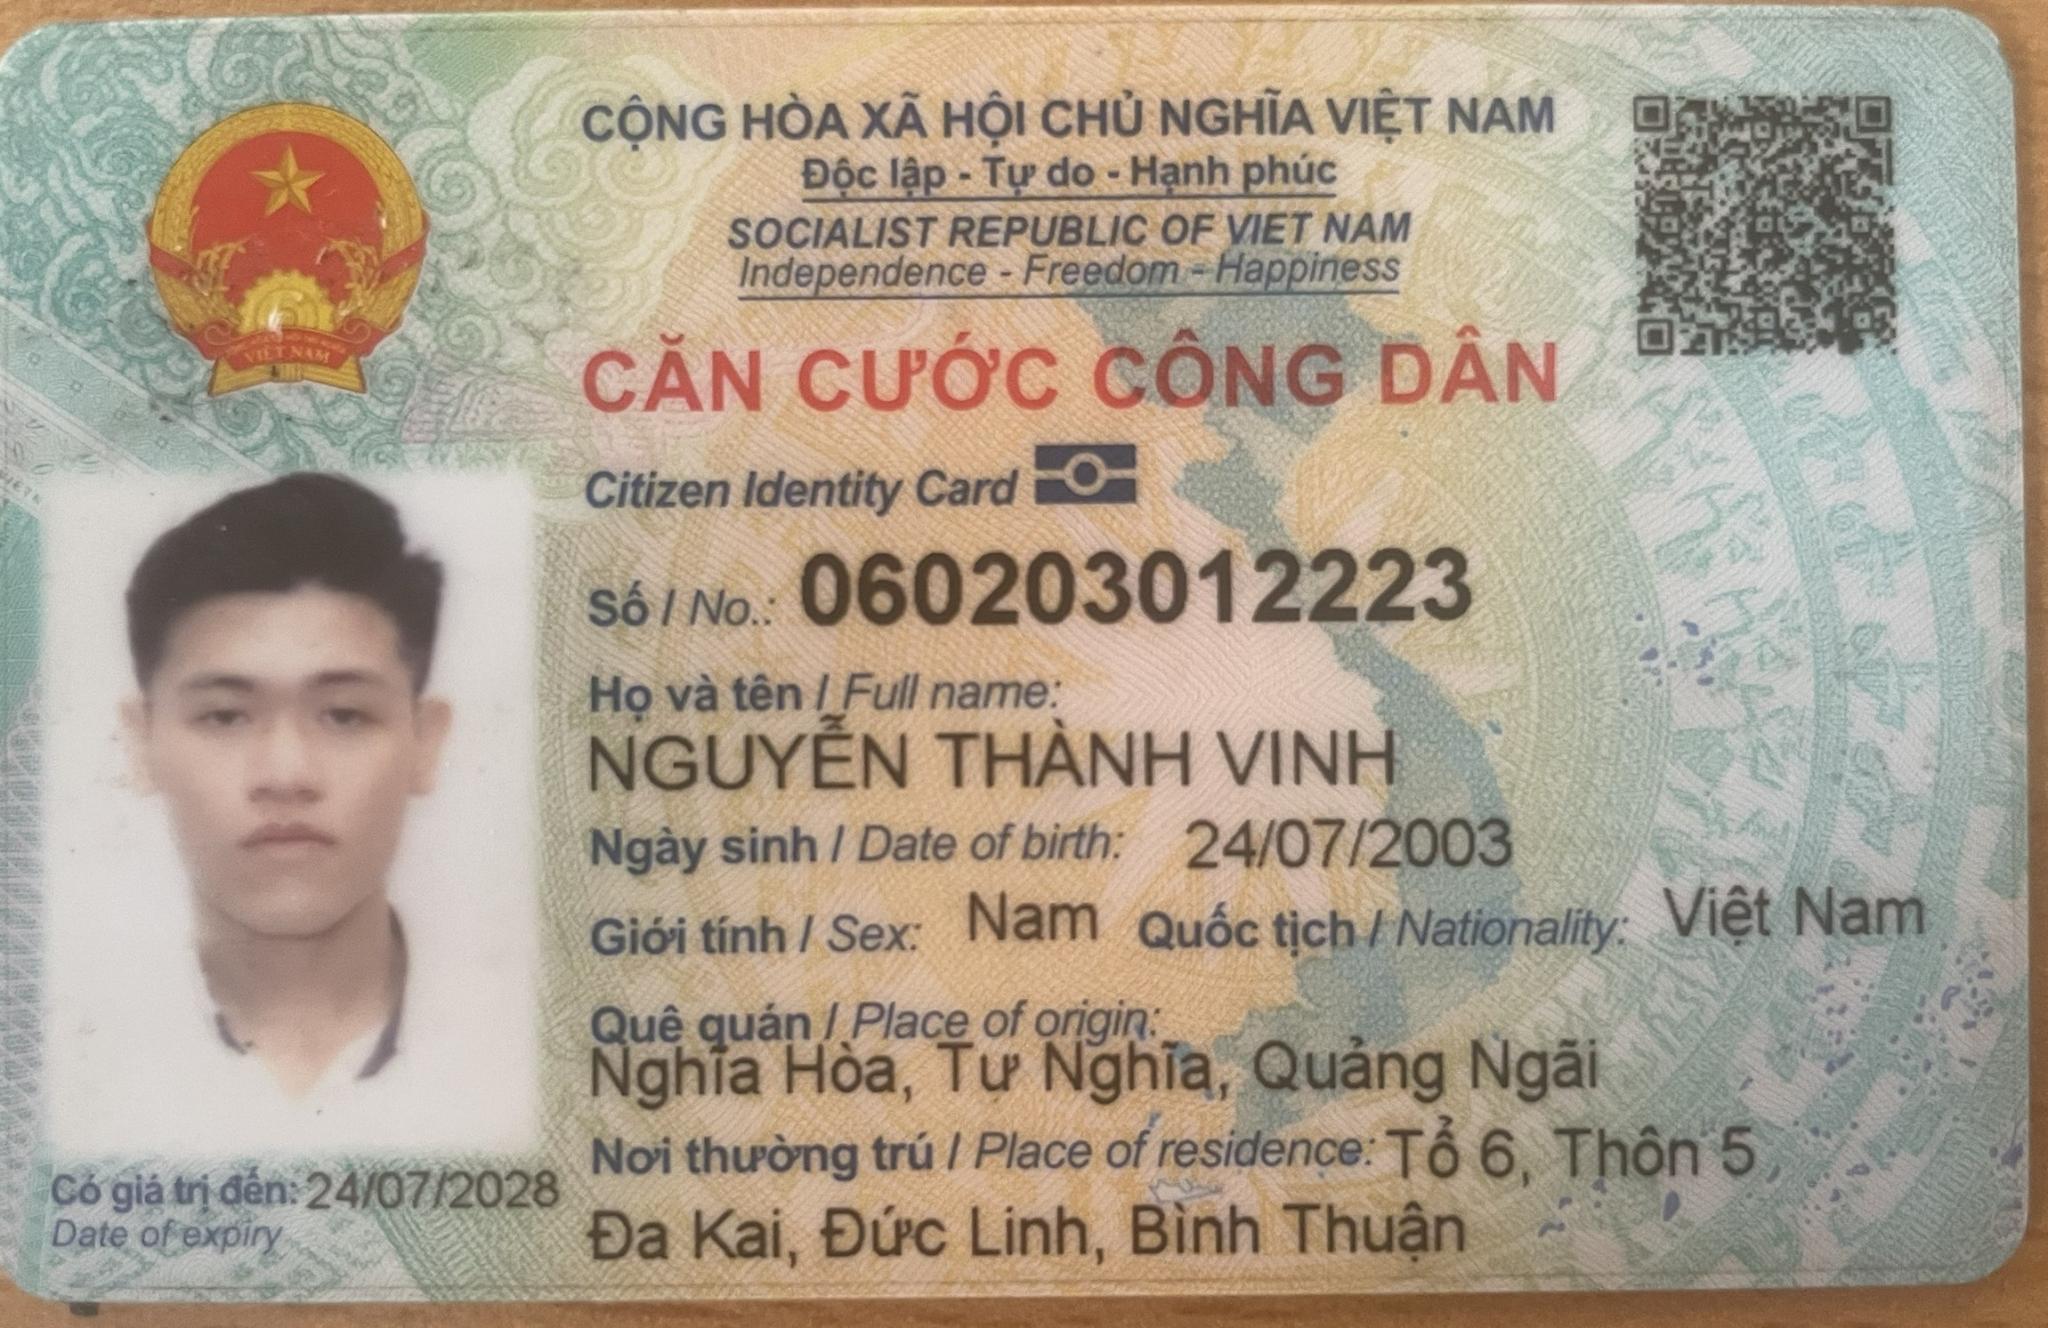 CỘNG HÒA XÃ HỘI CHỦ NGHĨA VIỆT NAM
Độc lập - Tự do - Hạnh phúc
SOCIALIST REPUBLIC OF VIET NAM
Independence - Freedom - Happiness
VIỆT NAM
CĂN CƯỚC CÔNG DÂN
Citizen Identity Card
Số / No.: 060203012223
Họ và tên / Full name:
NGUYỄN THÀNH VINH
Ngày sinh / Date of birth: 24/07/2003
Giới tính / Sex: Nam Quốc tịch / Nationality: Việt Nam
Quê quán / Place of origin:
Nghĩa Hòa, Tư Nghĩa, Quảng Ngãi
Nơi thường trú / Place of residence: Tổ 6, Thôn 5
Đa Kai, Đức Linh, Bình Thuận
Có giá trị đến: 24/07/2028
Date of expiry